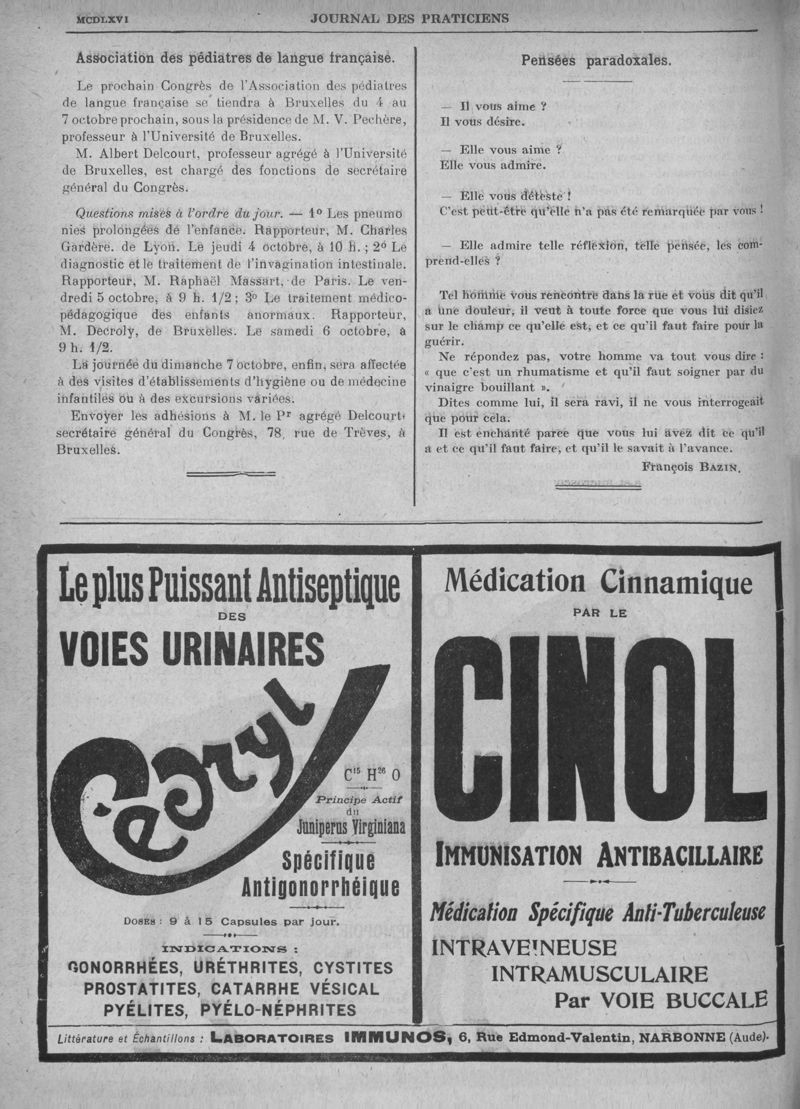 MCDLXVI
JOURNAL DES PRATICIENS
Association des pédiatres de langue française.
Le prochain Congrès de l'Association des pédiatres
de langue française se tiendra à Bruxelles du 4 au
7 octobre prochain, sous la présidence de M. V. Pechère,
professeur à l'Université de Bruxelles.
M. Albert Delcourt, professeur agrégé à l'Université
de Bruxelles, est chargé des fonctions de secrétaire
général du Congrès.
Questions mises à l'ordre du jour. — 1º Les pneumo
nies prolongées de l'enfance. Rapporteur, M. Charles
Gardère. de Lyon. Le jeudi 4 octobre, à 10 h. ; 2º Le
diagnostic et le traitement de l'invagination intestinale.
Rapporteur, M. Raphaël Massart, de Paris. Le ven-
dredi 5 octobre, à 9 h. 1/2 ; 3º Le traitement médico-
pédagogique des enfants anormaux. Rapporteur,
M. Decroly, de Bruxelles. Le samedi 6 octobre, à
9 h. 1/2.
La journée du dimanche 7 octobre, enfin, sera affectée
à des visites d'établissements d'hygiène ou de médecine
infantiles ou à des excursions variées.
Envoyer les adhésions à M. le Pr agrégé Delcourt,
secrétaire général du Congrès, 78, rue de Trèves, à
Bruxelles.
Pensées paradoxales.
— Il vous aime ?
Il vous désire.
— Elle vous aime ?
Elle vous admire.
— Elle vous déteste !
C'est peut-être qu'elle n'a pas été remarquée par vous !
— Elle admire telle réflexion, telle pensée, les com-
prend-elles ?
Tel homme vous rencontre dans la rue et vous dit qu'il
a une douleur, il veut à toute force que vous lui disiez
sur le champ ce qu'elle est, et ce qu'il faut faire pour la
guérir.
Ne répondez pas, votre homme va tout vous dire :
« que c'est un rhumatisme et qu'il faut soigner par du
vinaigre bouillant ».
Dites comme lui, il sera ravi, il ne vous interrogeait
que pour cela.
Il est enchanté parce que vous lui avez dit ce qu'il
a et ce qu'il faut faire, et qu'il le savait à l'avance.
François BAZIN.
Le plus Puissant Antiseptique
DES
VOIES URINAIRES
Cédryl
C15 H26 O
Principe Actif
du
Juniperus Virginiana
Spécifique
Antigonorrhéique
DOSES : 9 à 15 Capsules par jour.
INDICATIONS :
GONORRHÉES, URÉTHRITES, CYSTITES
PROSTATITES, CATARRHE VÉSICAL
PYÉLITES, PYÉLO-NÉPHRITES
Médication Cinnamique
PAR LE
CINOL
IMMUNISATION ANTIBACILLAIRE
Médication Spécifique Anti-Tuberculeuse
INTRAVEINEUSE
INTRAMUSCULAIRE
Par VOIE BUCCALE
Littérature et Échantillons : LABORATOIRES IMMUNOS, 6, Rue Edmond-Valentin, NARBONNE (Aude).